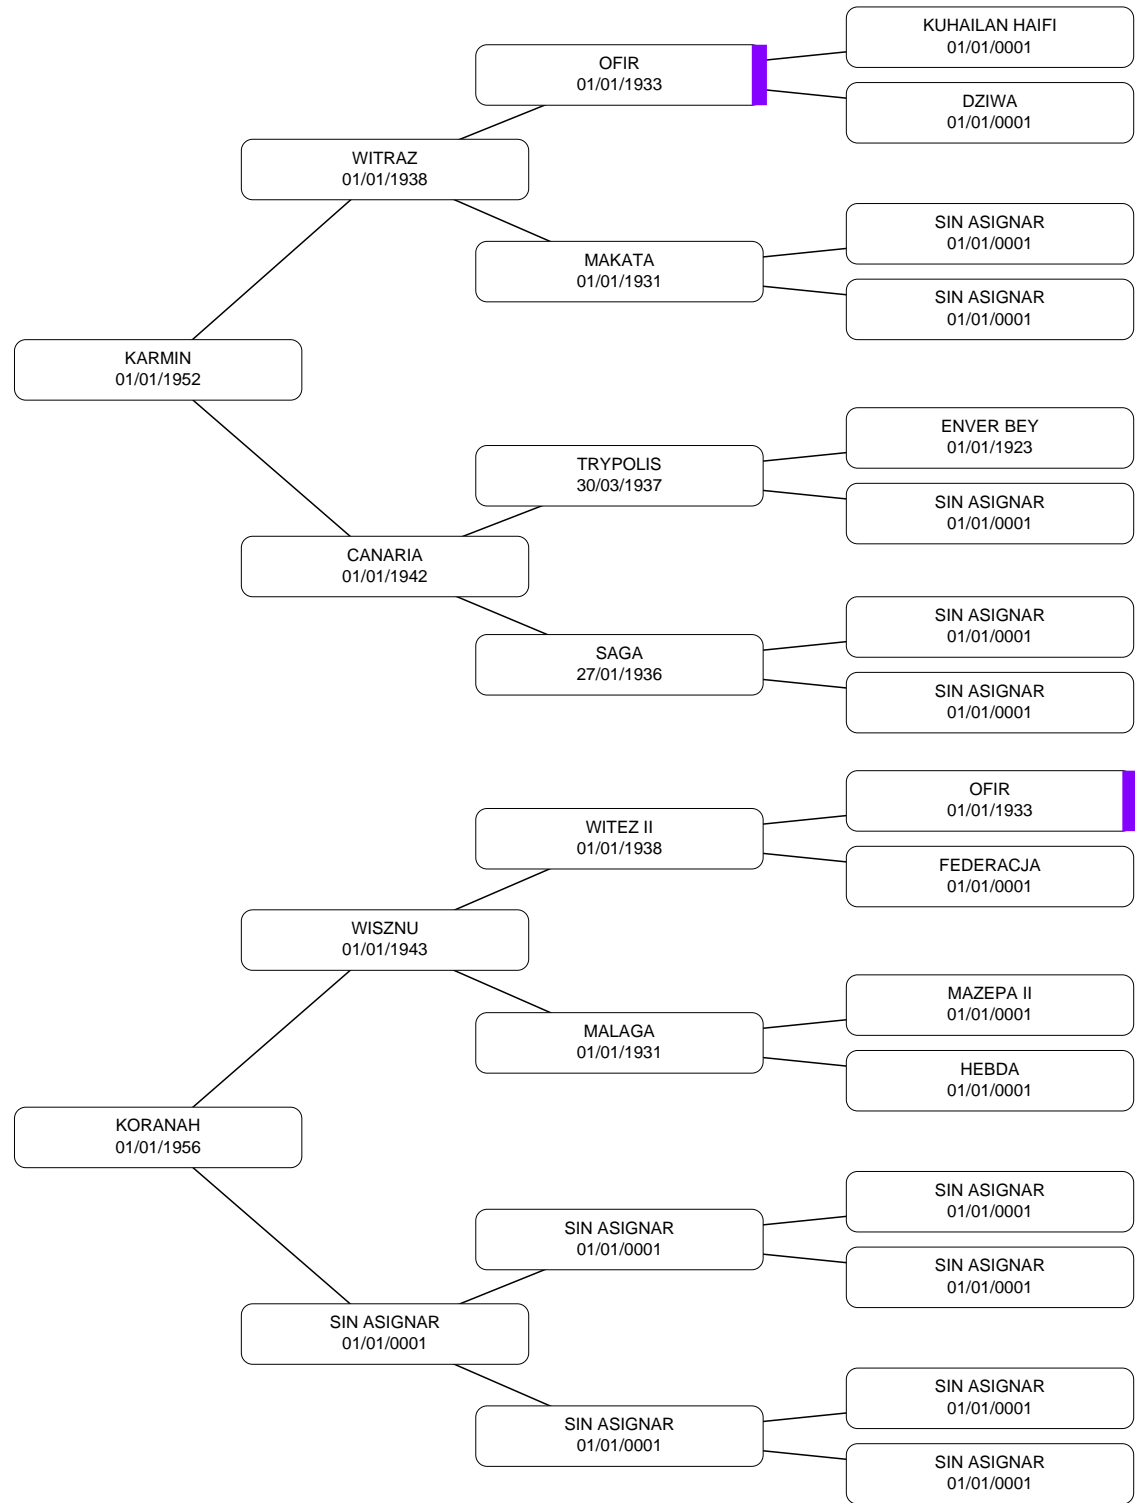 KUHAILAN HAIFI
01/01/0001
OFIR
01/01/1933
DZIWA
01/01/0001
WITRAZ
01/01/1938
SIN ASIGNAR
01/01/0001
MAKATA
01/01/1931
SIN ASIGNAR
01/01/0001
KARMIN
01/01/1952
ENVER BEY
01/01/1923
TRYPOLIS
30/03/1937
SIN ASIGNAR
01/01/0001
CANARIA
01/01/1942
SIN ASIGNAR
01/01/0001
SAGA
27/01/1936
SIN ASIGNAR
01/01/0001
OFIR
01/01/1933
WITEZ II
01/01/1938
FEDERACJA
01/01/0001
WISZNU
01/01/1943
MAZEPA II
01/01/0001
MALAGA
01/01/1931
HEBDA
01/01/0001
KORANAH
01/01/1956
SIN ASIGNAR
01/01/0001
SIN ASIGNAR
01/01/0001
SIN ASIGNAR
01/01/0001
SIN ASIGNAR
01/01/0001
SIN ASIGNAR
01/01/0001
SIN ASIGNAR
01/01/0001
SIN ASIGNAR
01/01/0001